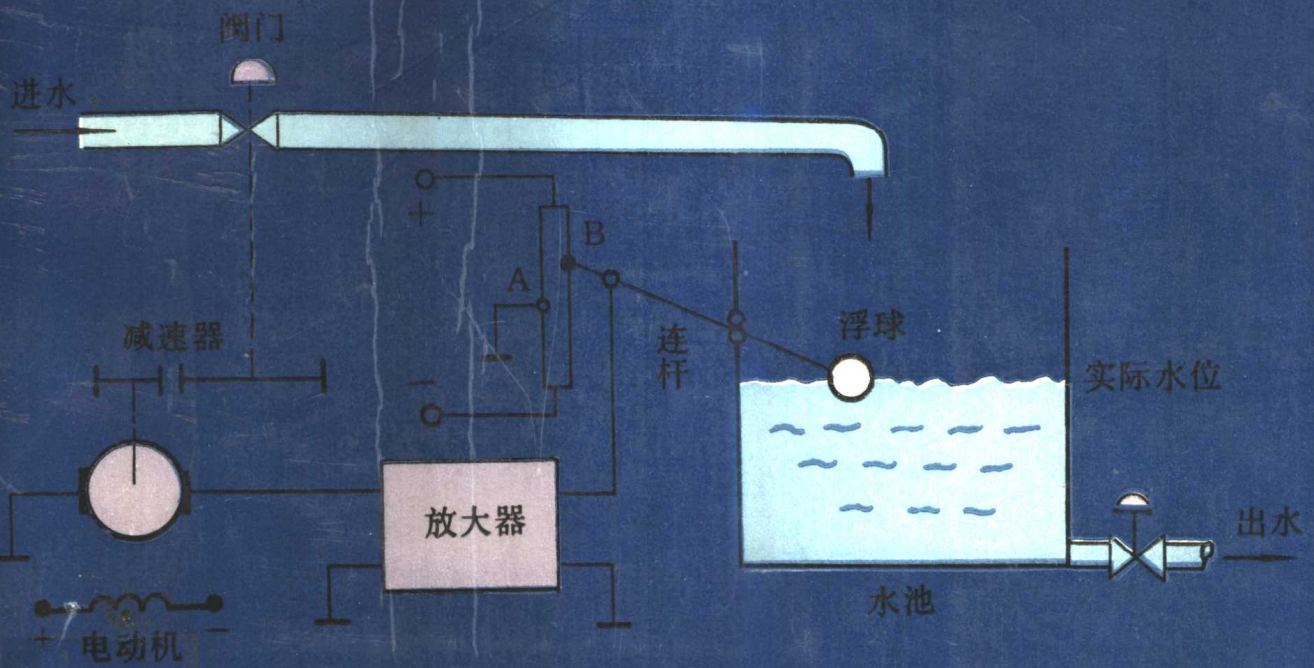 阀门
进水
+
B
A
减速器
连杆
浮球
实际水位
−
放大器
出水
水池
+
−
电动机